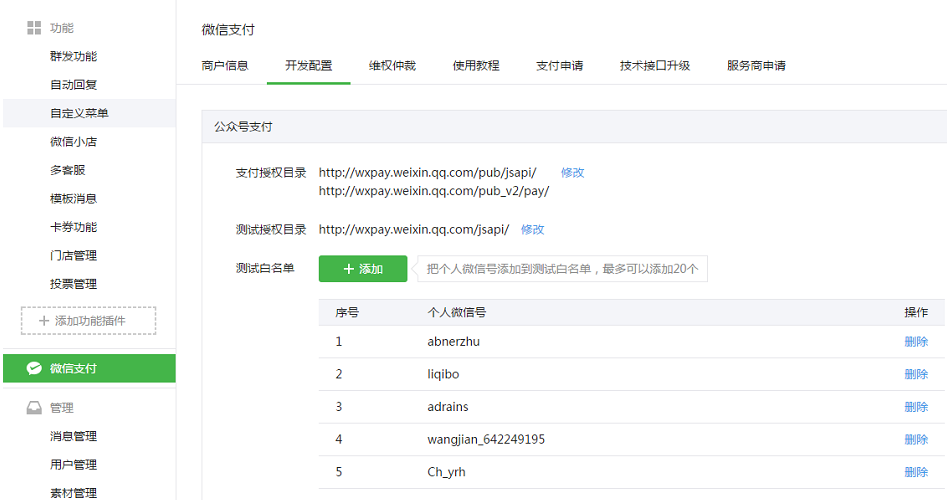 功能
群发功能
自动回复
自定义菜单
微信小店
多客服
模板消息
卡券功能
门店管理
投票管理
+ 添加功能插件
微信支付
管理
消息管理
用户管理
素材管理
微信支付
商户信息 开发配置 维权仲裁 使用教程 支付申请 技术接口升级 服务商申请
公众号支付
支付授权目录 http://wxpay.weixin.qq.com/pub/jsapi/ 修改
http://wxpay.weixin.qq.com/pub_v2/pay/
测试授权目录 http://wxpay.weixin.qq.com/jsapi/ 修改
测试白名单 + 添加 把个人微信号添加到测试白名单，最多可以添加20个
序号 个人微信号 操作
1 abnerzhu 删除
2 liqibo 删除
3 adrains 删除
4 wangjian_642249195 删除
5 Ch_yrh 删除